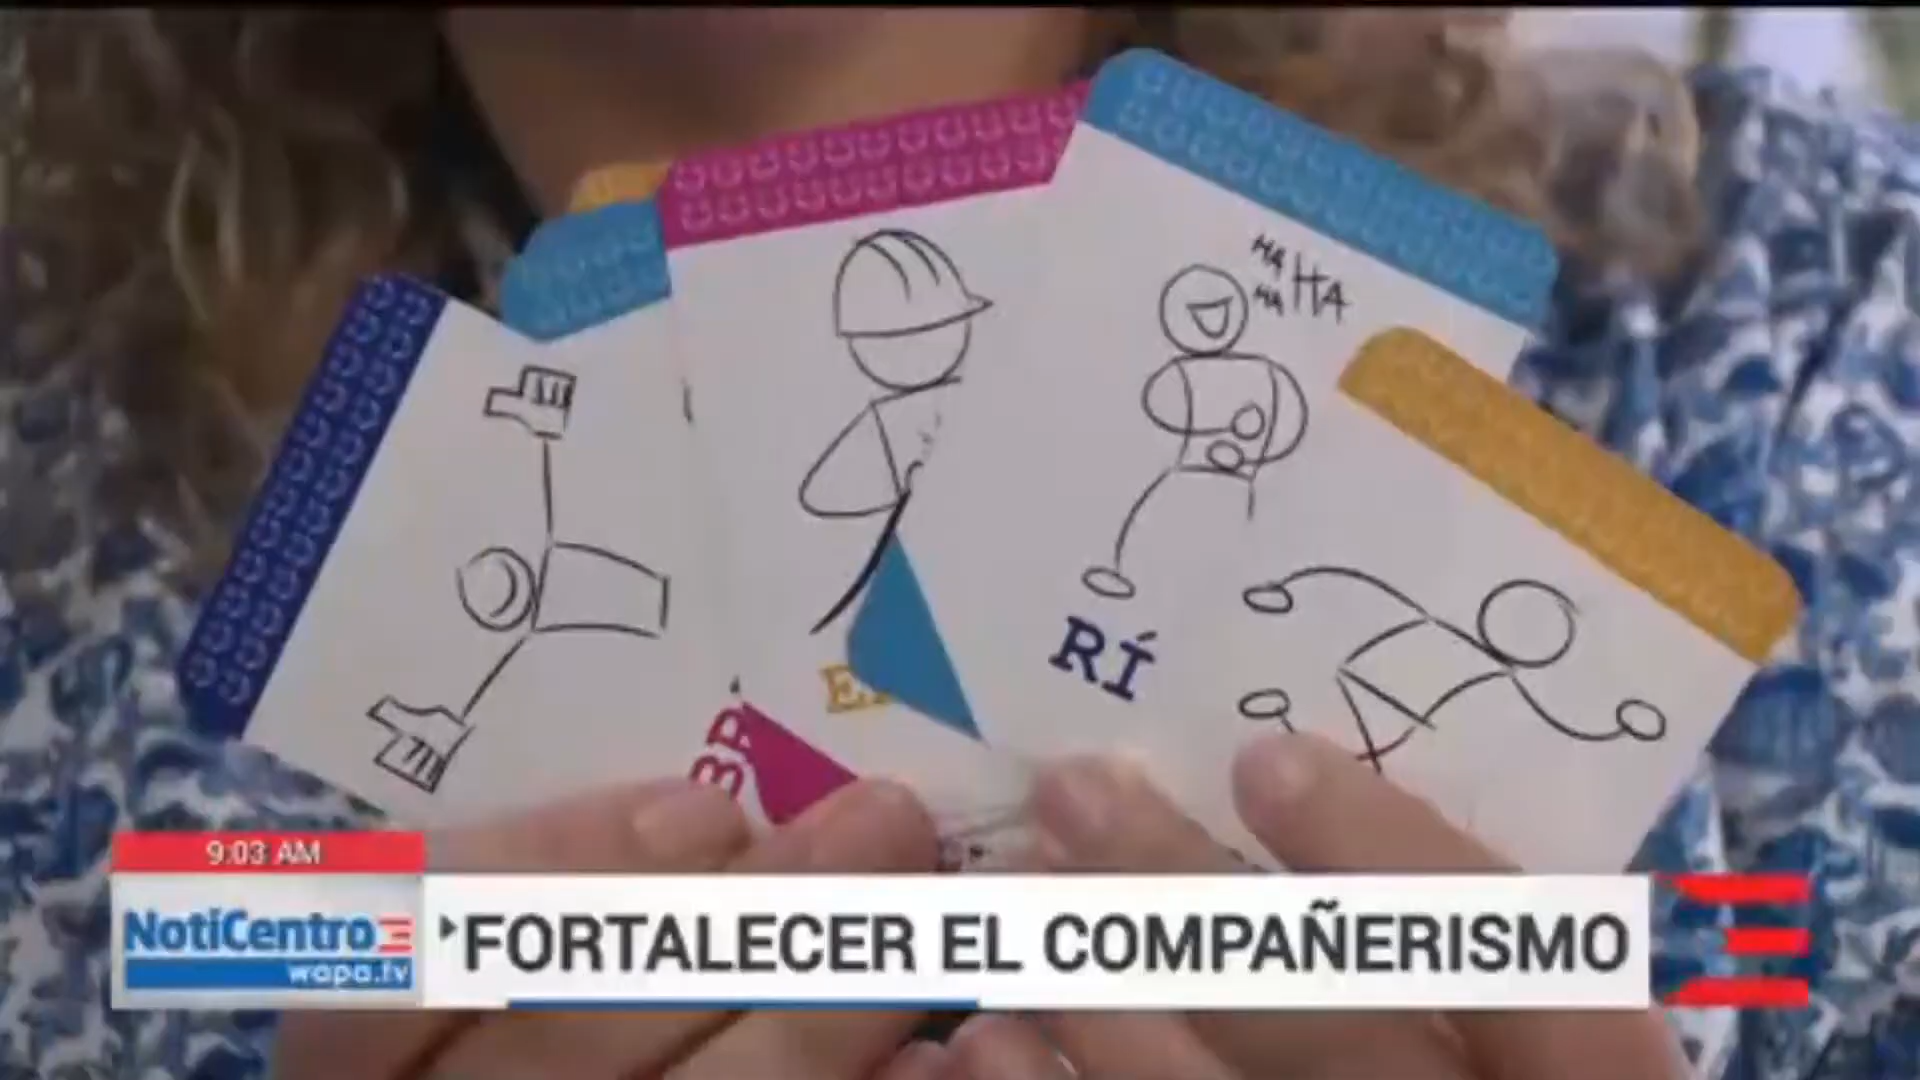 HA
HA
HA
RÍ
9:03 AM
NotiCentro
wapa.tv
FORTALECER EL COMPAÑERISMO